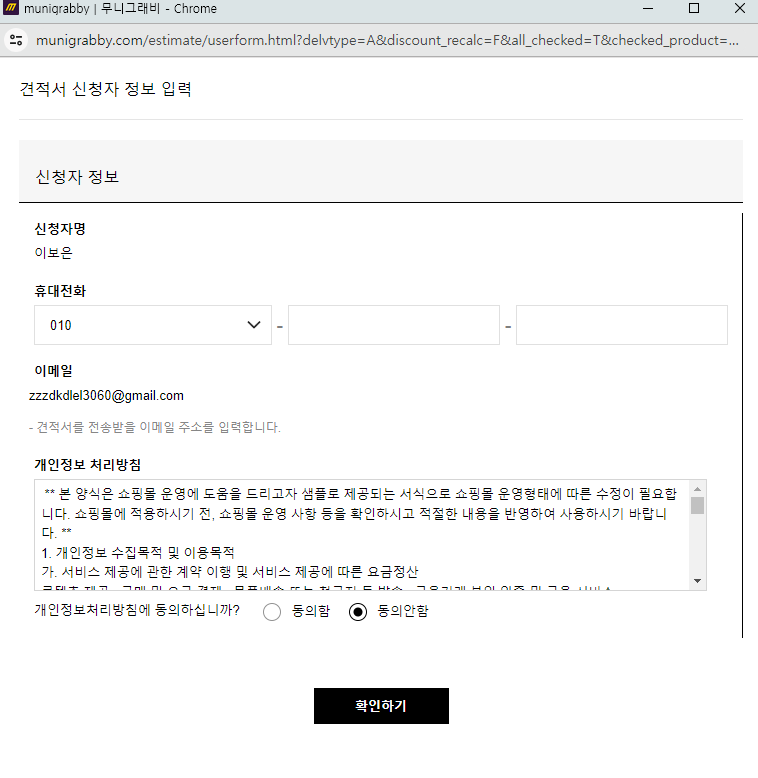 munigrabby | 무니그래비 - Chrome
munigrabby.com/estimate/userform.html?delvtype=A&discount_recalc=F&all_checked=T&checked_product=...
견적서 신청자 정보 입력
신청자 정보
신청자명
이보은
휴대전화
010 - -
이메일
zzzdkdlel3060@gmail.com
- 견적서를 전송받을 이메일 주소를 입력합니다.
개인정보 처리방침
** 본 양식은 쇼핑몰 운영에 도움을 드리고자 샘플로 제공되는 서식으로 쇼핑몰 운영형태에 따른 수정이 필요합
니다. 쇼핑몰에 적용하시기 전, 쇼핑몰 운영 사항 등을 확인하시고 적절한 내용을 반영하여 사용하시기 바랍니
다. **
1. 개인정보 수집목적 및 이용목적
가. 서비스 제공에 관한 계약 이행 및 서비스 제공에 따른 요금정산
개인정보처리방침에 동의하십니까? 동의함 동의안함
확인하기